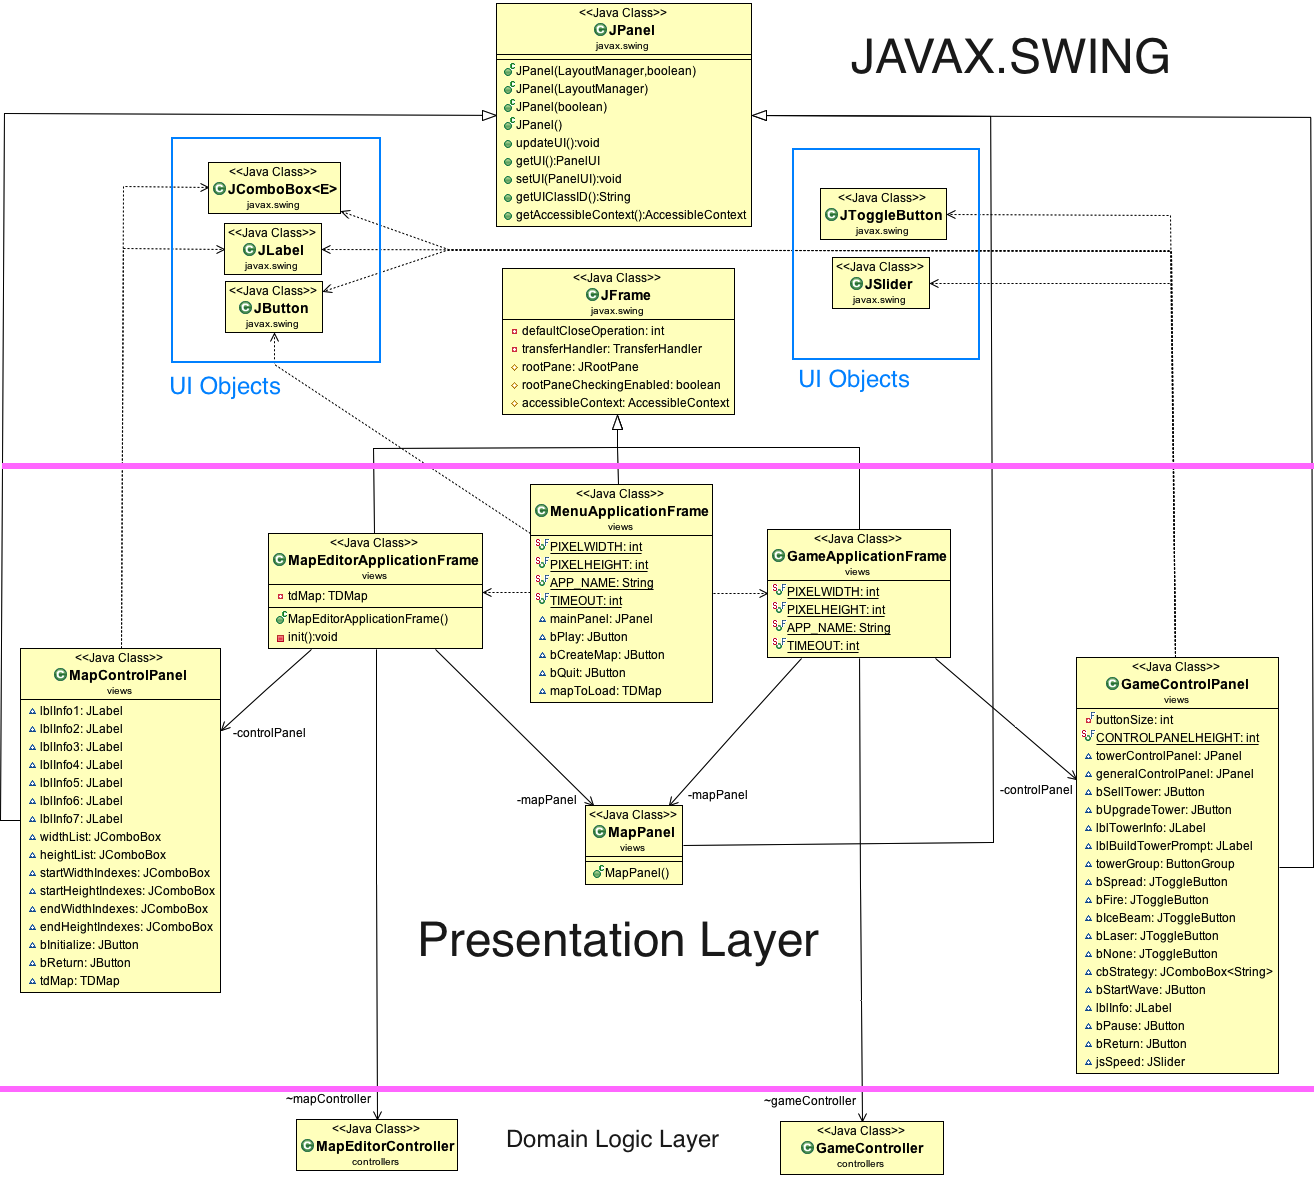 <<Java Class>>
JPanel
javax.swing
JPanel(LayoutManager,boolean)
JPanel(LayoutManager)
JPanel(boolean)
JPanel()
updateUI():void
getUI():PanelUI
setUI(PanelUI):void
getUIClassID():String
getAccessibleContext():AccessibleContext
JAVAX.SWING
<<Java Class>>
JComboBox<E>
javax.swing
<<Java Class>>
JLabel
javax.swing
<<Java Class>>
JButton
javax.swing
UI Objects
<<Java Class>>
JToggleButton
javax.swing
<<Java Class>>
JSlider
javax.swing
UI Objects
<<Java Class>>
JFrame
javax.swing
defaultCloseOperation: int
transferHandler: TransferHandler
rootPane: JRootPane
rootPaneCheckingEnabled: boolean
accessibleContext: AccessibleContext
<<Java Class>>
MapEditorApplicationFrame
views
tdMap: TDMap
MapEditorApplicationFrame()
init():void
<<Java Class>>
MenuApplicationFrame
views
PIXELWIDTH: int
PIXELHEIGHT: int
APP_NAME: String
TIMEOUT: int
mainPanel: JPanel
bPlay: JButton
bCreateMap: JButton
bQuit: JButton
mapToLoad: TDMap
<<Java Class>>
GameApplicationFrame
views
PIXELWIDTH: int
PIXELHEIGHT: int
APP_NAME: String
TIMEOUT: int
<<Java Class>>
MapControlPanel
views
lblInfo1: JLabel
lblInfo2: JLabel
lblInfo3: JLabel
lblInfo4: JLabel
lblInfo5: JLabel
lblInfo6: JLabel
lblInfo7: JLabel
widthList: JComboBox
heightList: JComboBox
startWidthIndexes: JComboBox
startHeightIndexes: JComboBox
endWidthIndexes: JComboBox
endHeightIndexes: JComboBox
bInitialize: JButton
bReturn: JButton
tdMap: TDMap
-controlPanel
-mapPanel
-mapPanel
-controlPanel
<<Java Class>>
MapPanel
views
MapPanel()
<<Java Class>>
GameControlPanel
views
buttonSize: int
CONTROLPANELHEIGHT: int
towerControlPanel: JPanel
generalControlPanel: JPanel
bSellTower: JButton
bUpgradeTower: JButton
lblTowerInfo: JLabel
lblBuildTowerPrompt: JLabel
towerGroup: ButtonGroup
bSpread: JToggleButton
bFire: JToggleButton
bIceBeam: JToggleButton
bLaser: JToggleButton
bNone: JToggleButton
cbStrategy: JComboBox<String>
bStartWave: JButton
lblInfo: JLabel
bPause: JButton
bReturn: JButton
jsSpeed: JSlider
Presentation Layer
~mapController
~gameController
<<Java Class>>
MapEditorController
controllers
Domain Logic Layer
<<Java Class>>
GameController
controllers